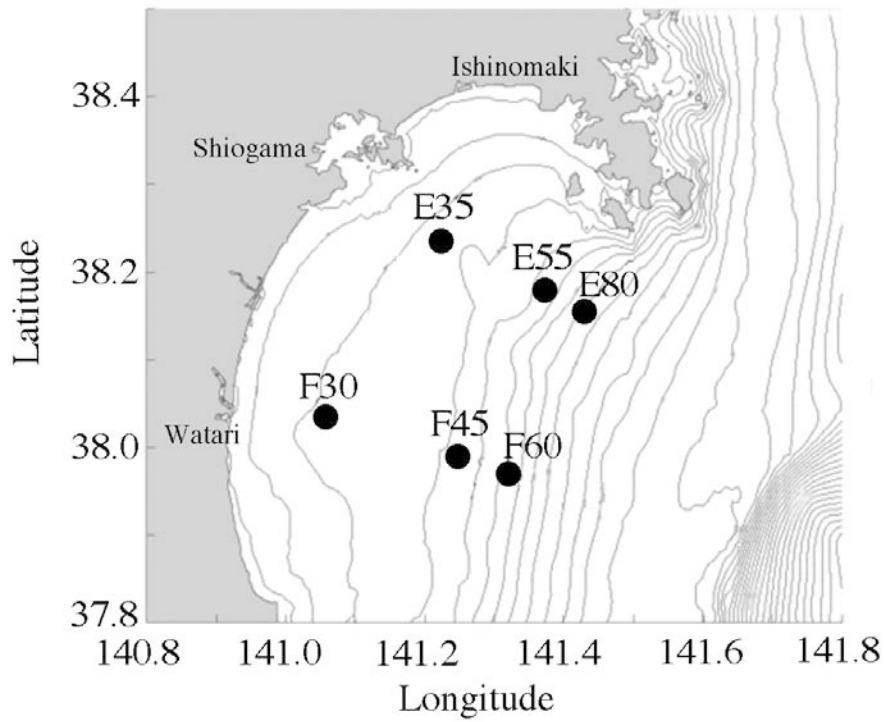 Ishinomaki
38.4
Shiogama
E35
E55
38.2
E80
Latitude
F30
F45
Watari
38.0
F60
37.8
140.8 141.0 141.2 141.4 141.6 141.8
Longitude